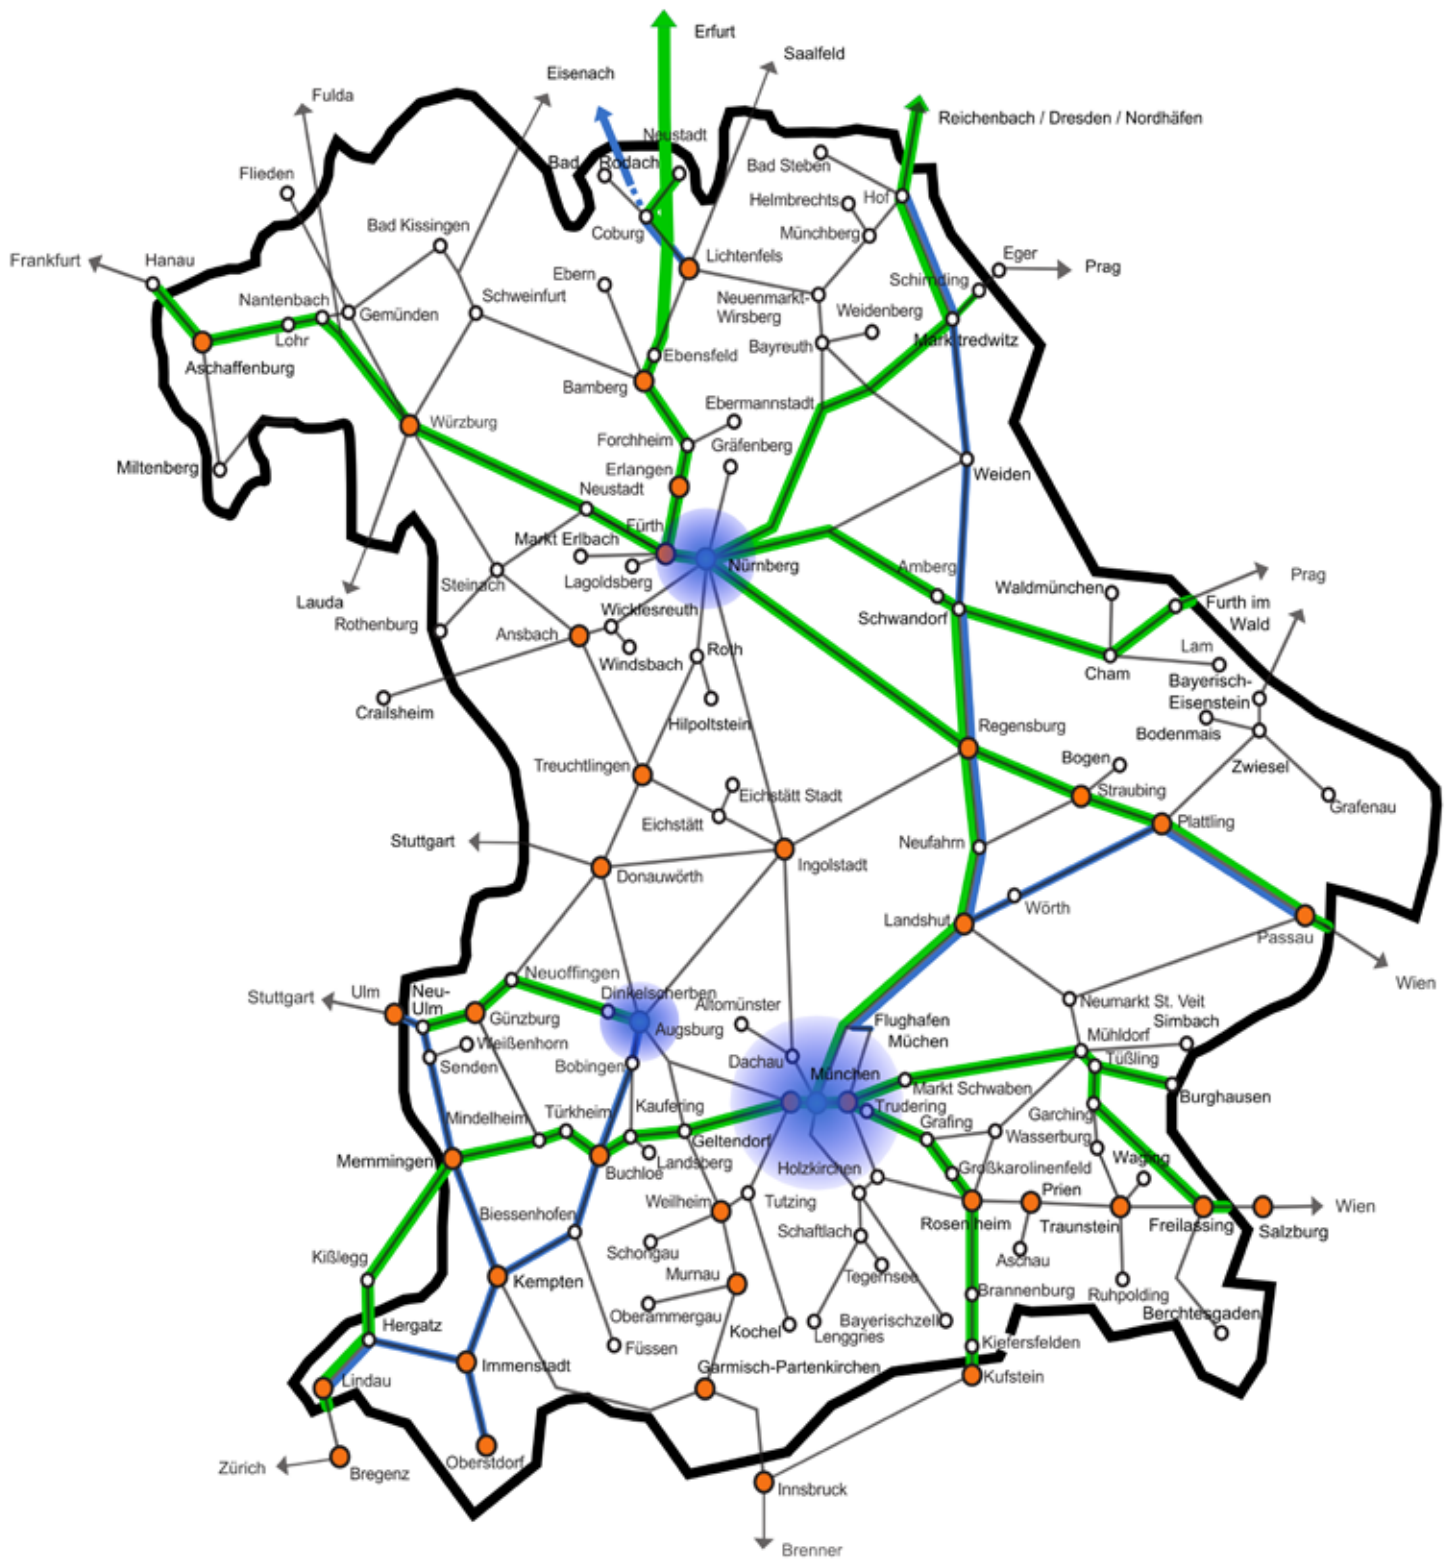 Erfurt
Saalfeld
Eisenach
Fulda
Reichenbach / Dresden / Nordhäfen
Neustadt
Bad Rodach
Bad Steben
Flieden
Helmbrechts
Hof
Bad Kissingen
Coburg
Münchberg
Frankfurt
Hanau
Lichtenfels
Eger
Prag
Ebern
Schirnding
Nantenbach
Schweinfurt
Neuenmarkt-
Wirsberg
Weidenberg
Gemünden
Lohr
Marktredwitz
Bayreuth
Ebensfeld
Aschaffenburg
Bamberg
Ebermannstadt
Würzburg
Forchheim
Gräfenberg
Miltenberg
Erlangen
Weiden
Neustadt
Fürth
Markt Erlbach
Nürnberg
Amberg
Prag
Lagoldsberg
Steinach
Waldmünchen
Lauda
Wicklesreuth
Schwandorf
Furth im
Wald
Rothenburg
Ansbach
Lam
Roth
Windsbach
Cham
Bayerisch-
Eisenstein
Crailsheim
Hilpoltstein
Regensburg
Bodenmais
Treuchtlingen
Bogen
Zwiesel
Eichstätt Stadt
Straubing
Grafenau
Eichstätt
Plattling
Stuttgart
Neufahrn
Ingolstadt
Donauwörth
Wörth
Landshut
Passau
Neuoffingen
Wien
Ulm
Neu-
Ulm
Stuttgart
Dinkelscherben
Altomünster
Neumarkt St. Veit
Günzburg
Flughafen
Müchen
Simbach
Augsburg
Mühldorf
Weißenhorn
Dachau
Senden
Bobingen
Tüßling
München
Markt Schwaben
Burghausen
Mindelheim
Türkheim
Kaufering
Trudering
Garching
Grafing
Geltendorf
Wasserburg
Memmingen
Buchloe
Landsberg
Holzkirchen
Waging
Großkarolinenfeld
Prien
Biessenhofen
Weilheim
Tutzing
Rosenheim
Traunstein
Freilassing
Salzburg
Wien
Schaftlach
Kißlegg
Schongau
Aschau
Kempten
Murnau
Tegernsee
Brannenburg
Ruhpolding
Oberammergau
Berchtesgaden
Hergatz
Kochel
Lenggries
Bayerischzell
Füssen
Kiefersfelden
Immenstadt
Garmisch-Partenkirchen
Lindau
Kufstein
Oberstdorf
Zürich
Bregenz
Innsbruck
Brenner